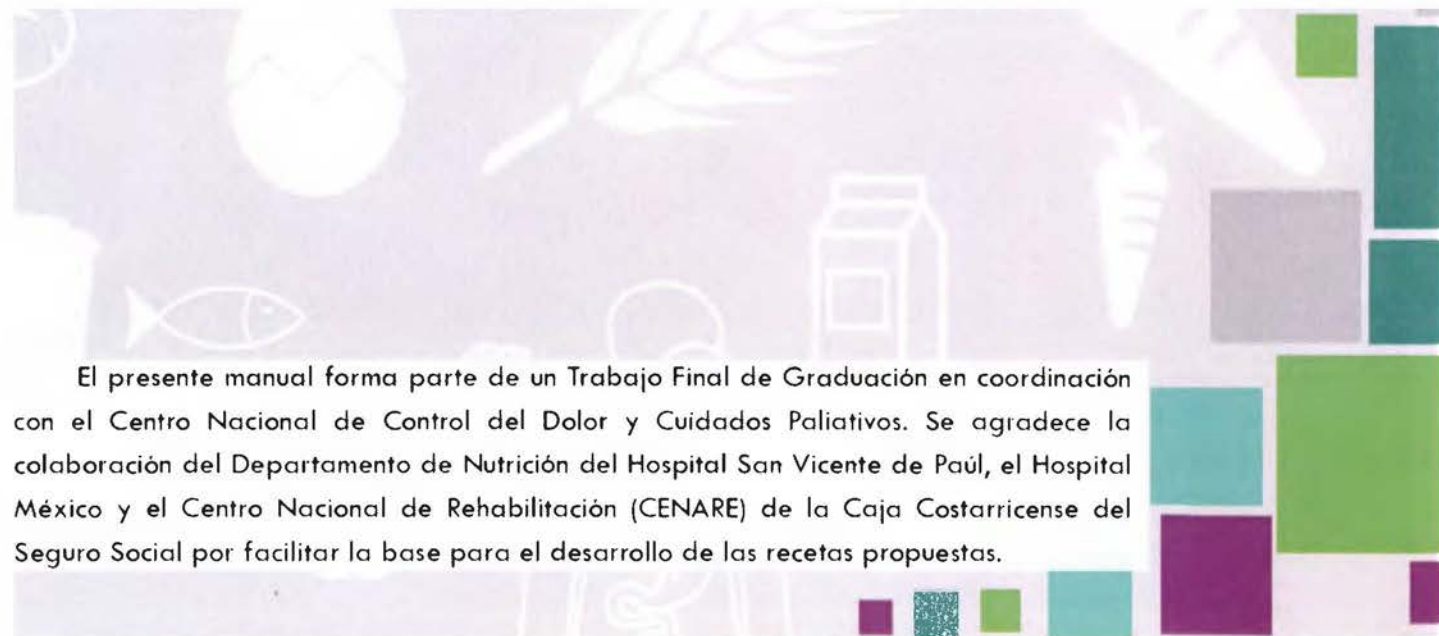 El presente manual forma parte de un Trabajo Final de Graduación en coordinación
con el Centro Nacional de Control del Dolor y Cuidados Paliativos. Se agradece la
colaboración del Departamento de Nutrición del Hospital San Vicente de Paúl, el Hospital
México y el Centro Nacional de Rehabilitación (CENARE) de la Caja Costarricense del
Seguro Social por facilitar la base para el desarrollo de las recetas propuestas.